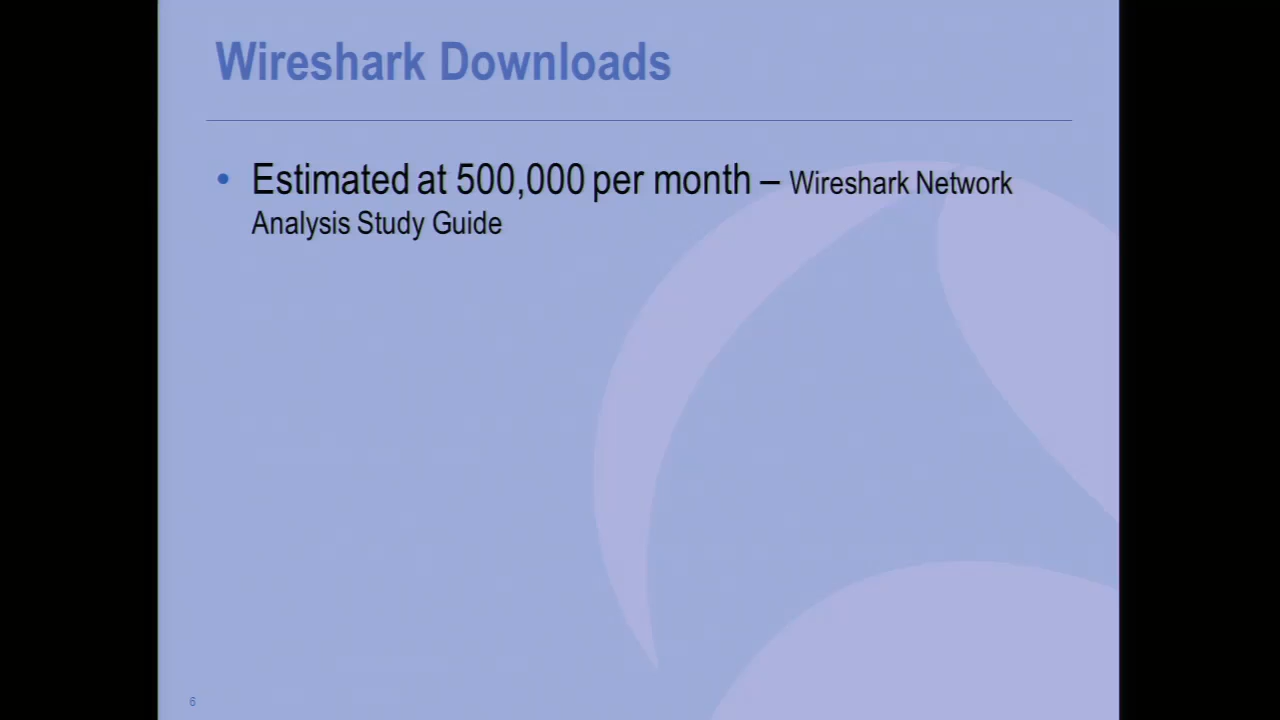 Wireshark Downloads
• Estimated at 500,000 per month – Wireshark Network
Analysis Study Guide
6